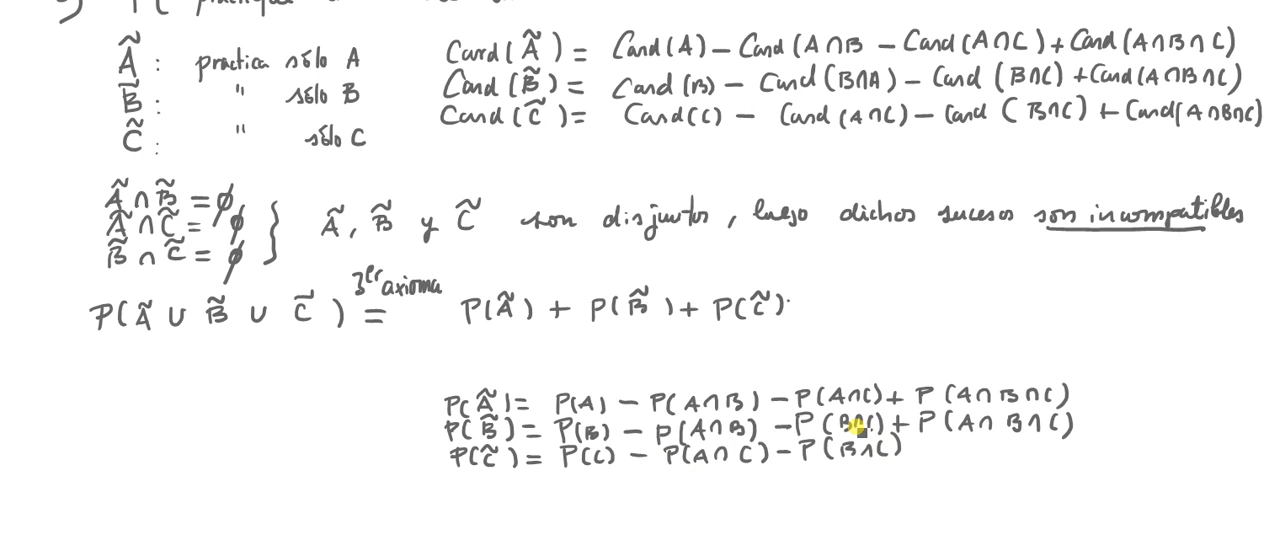 Ã : practica sólo A Card(Ã) = Card(A) − Card(A∩B − Card(A∩C) + Card(A∩B∩C)
B̃ : " sólo B Card(B̃) = Card(B) − Card(B∩A) − Card(B∩C) + Card(A∩B∩C)
C̃ : " sólo C Card(C̃) = Card(C) − Card(A∩C) − Card(B∩C) + Card(A∩B∩C)
Ã ∩ B̃ = ∅
Ã ∩ C̃ = ∅ } Ã, B̃ y C̃ son disjuntos, luego dichos sucesos son incompatibles
B̃ ∩ C̃ = ∅
3er axioma
P(Ã ∪ B̃ ∪ C̃) = P(Ã) + P(B̃) + P(C̃)
P(Ã) = P(A) − P(A∩B) − P(A∩C) + P(A∩B∩C)
P(B̃) = P(B) − P(A∩B) − P(B∩C) + P(A∩B∩C)
P(C̃) = P(C) − P(A∩C) − P(B∩C)